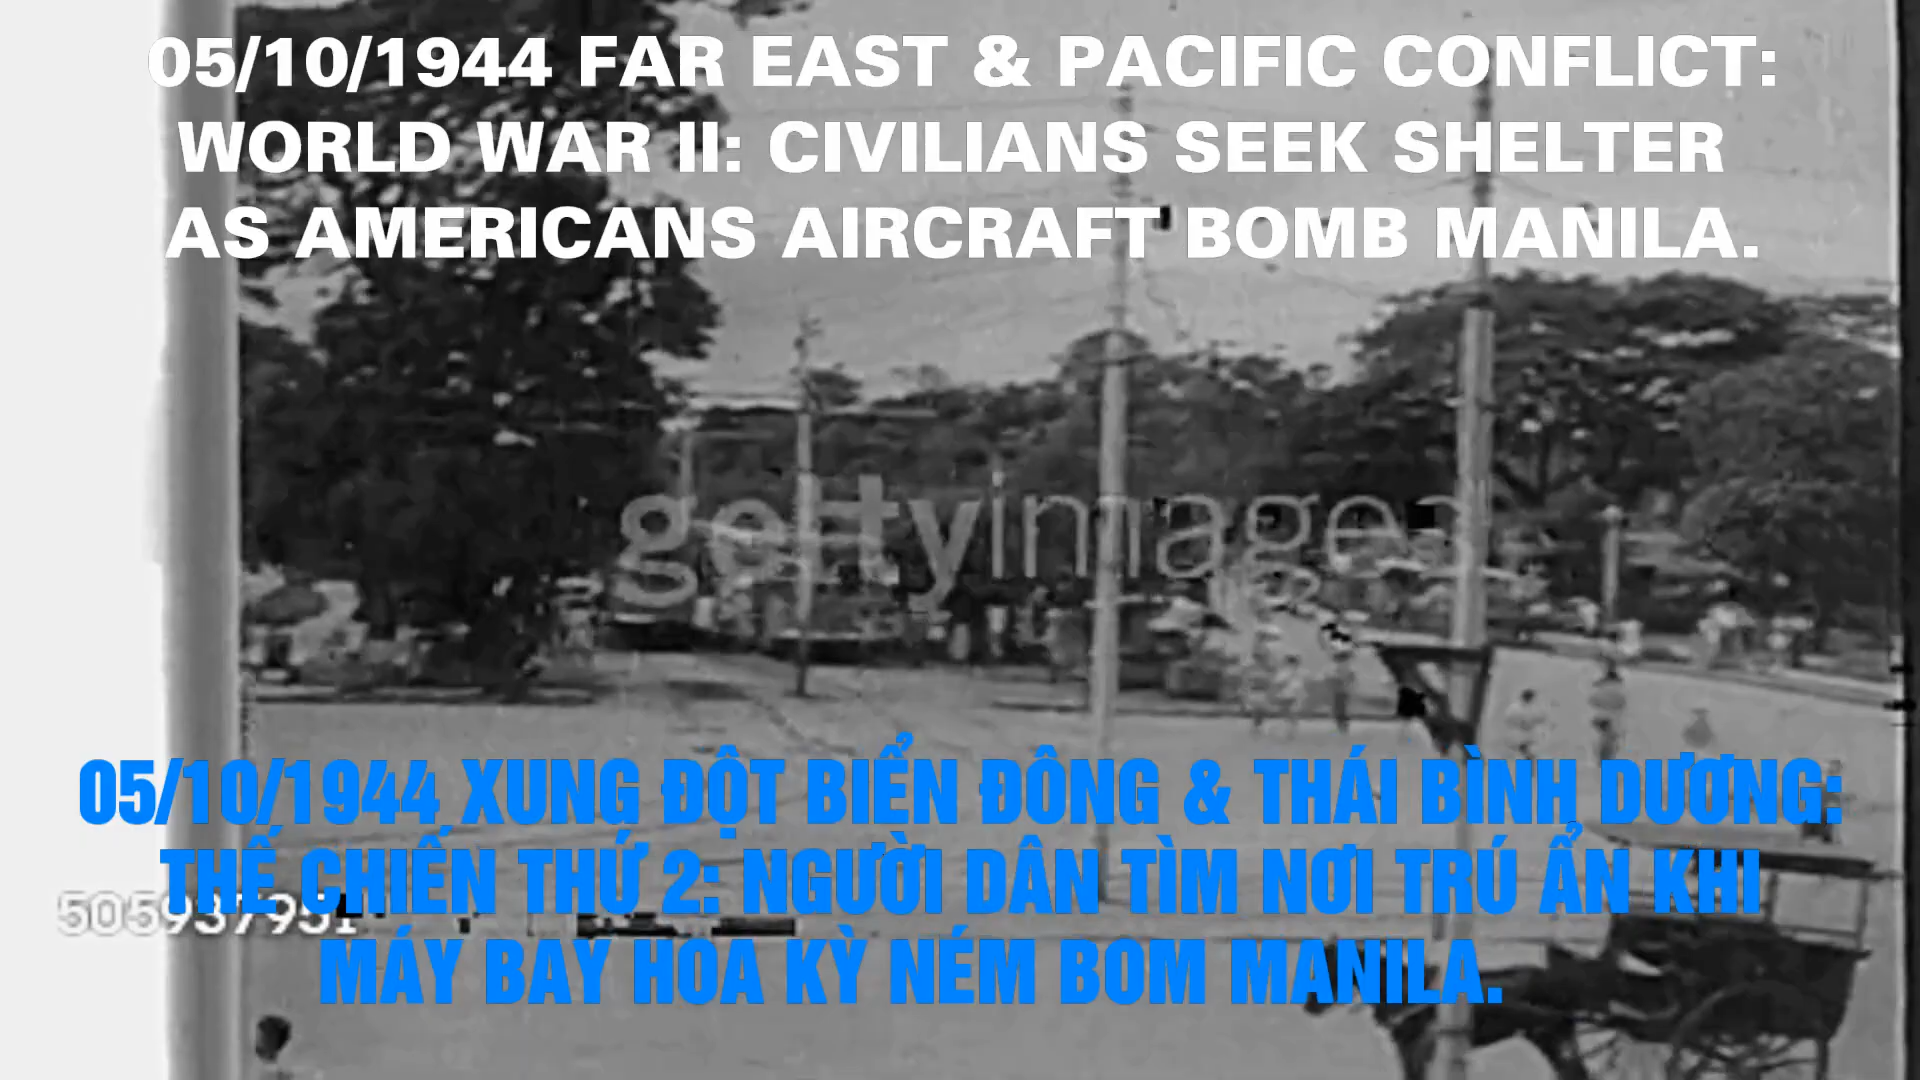 05/10/1944 FAR EAST & PACIFIC CONFLICT:
WORLD WAR II: CIVILIANS SEEK SHELTER
AS AMERICANS AIRCRAFT BOMB MANILA.
gettyimages
05/10/1944 XUNG ĐỘT BIỂN ĐÔNG & THÁI BÌNH DƯƠNG:
THẾ CHIẾN THỨ 2: NGƯỜI DÂN TÌM NƠI TRÚ ẨN KHI
505937951
MÁY BAY HOA KỲ NÉM BOM MANILA.